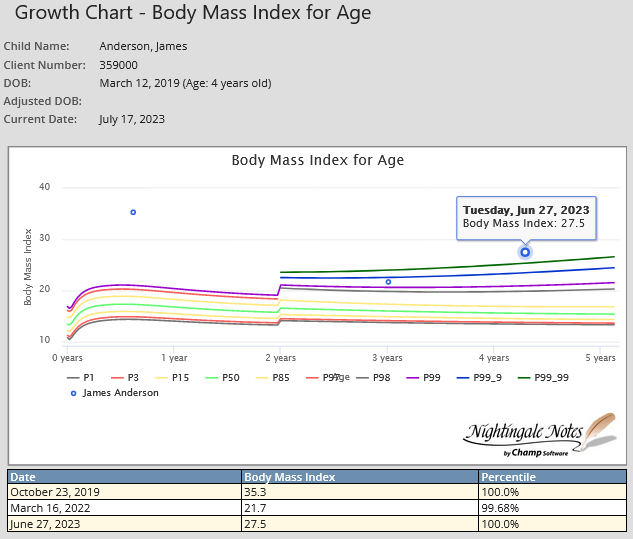 Growth Chart - Body Mass Index for Age
Child Name: Anderson, James
Client Number: 359000
DOB: March 12, 2019 (Age: 4 years old)
Adjusted DOB:
Current Date: July 17, 2023
Body Mass Index for Age
40
30
20
10
Body Mass Index
Tuesday, Jun 27, 2023
Body Mass Index: 27.5
0 years 1 year 2 years 3 years 4 years 5 years
Age
P1 P3 P15 P50 P85 P97 P98 P99 P99_9 P99_99
James Anderson
Nightingale Notes
by Champ Software
Date Body Mass Index Percentile
October 23, 2019 35.3 100.0%
March 16, 2022 21.7 99.68%
June 27, 2023 27.5 100.0%